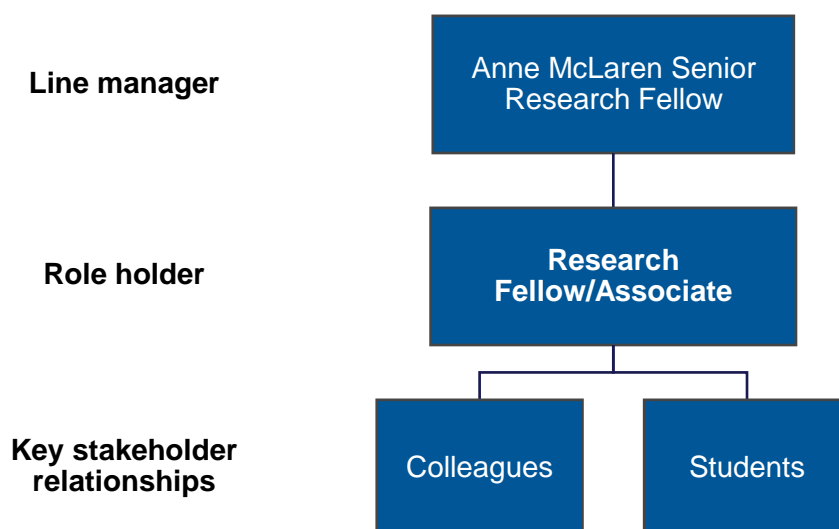 Line manager
Anne McLaren Senior
Research Fellow
Role holder
Research
Fellow/Associate
Key stakeholder
relationships
Colleagues
Students